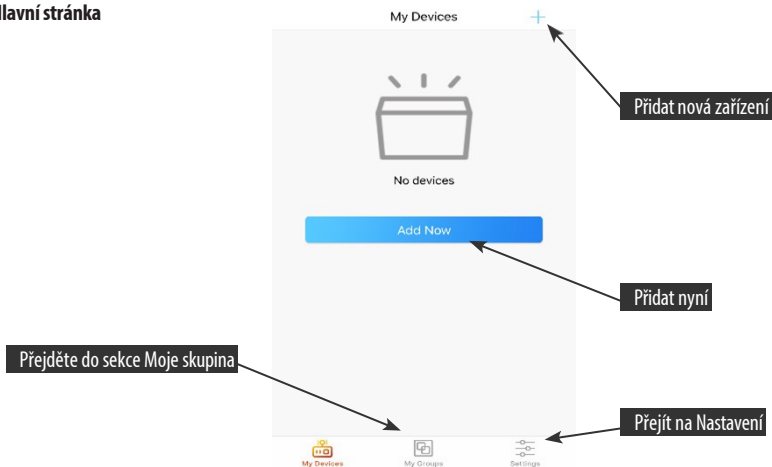 Hlavní stránka
My Devices
Přidat nová zařízení
No devices
Add Now
Přidat nyní
Přejděte do sekce Moje skupina
Přejít na Nastavení
My Devices
My Groups
Settings